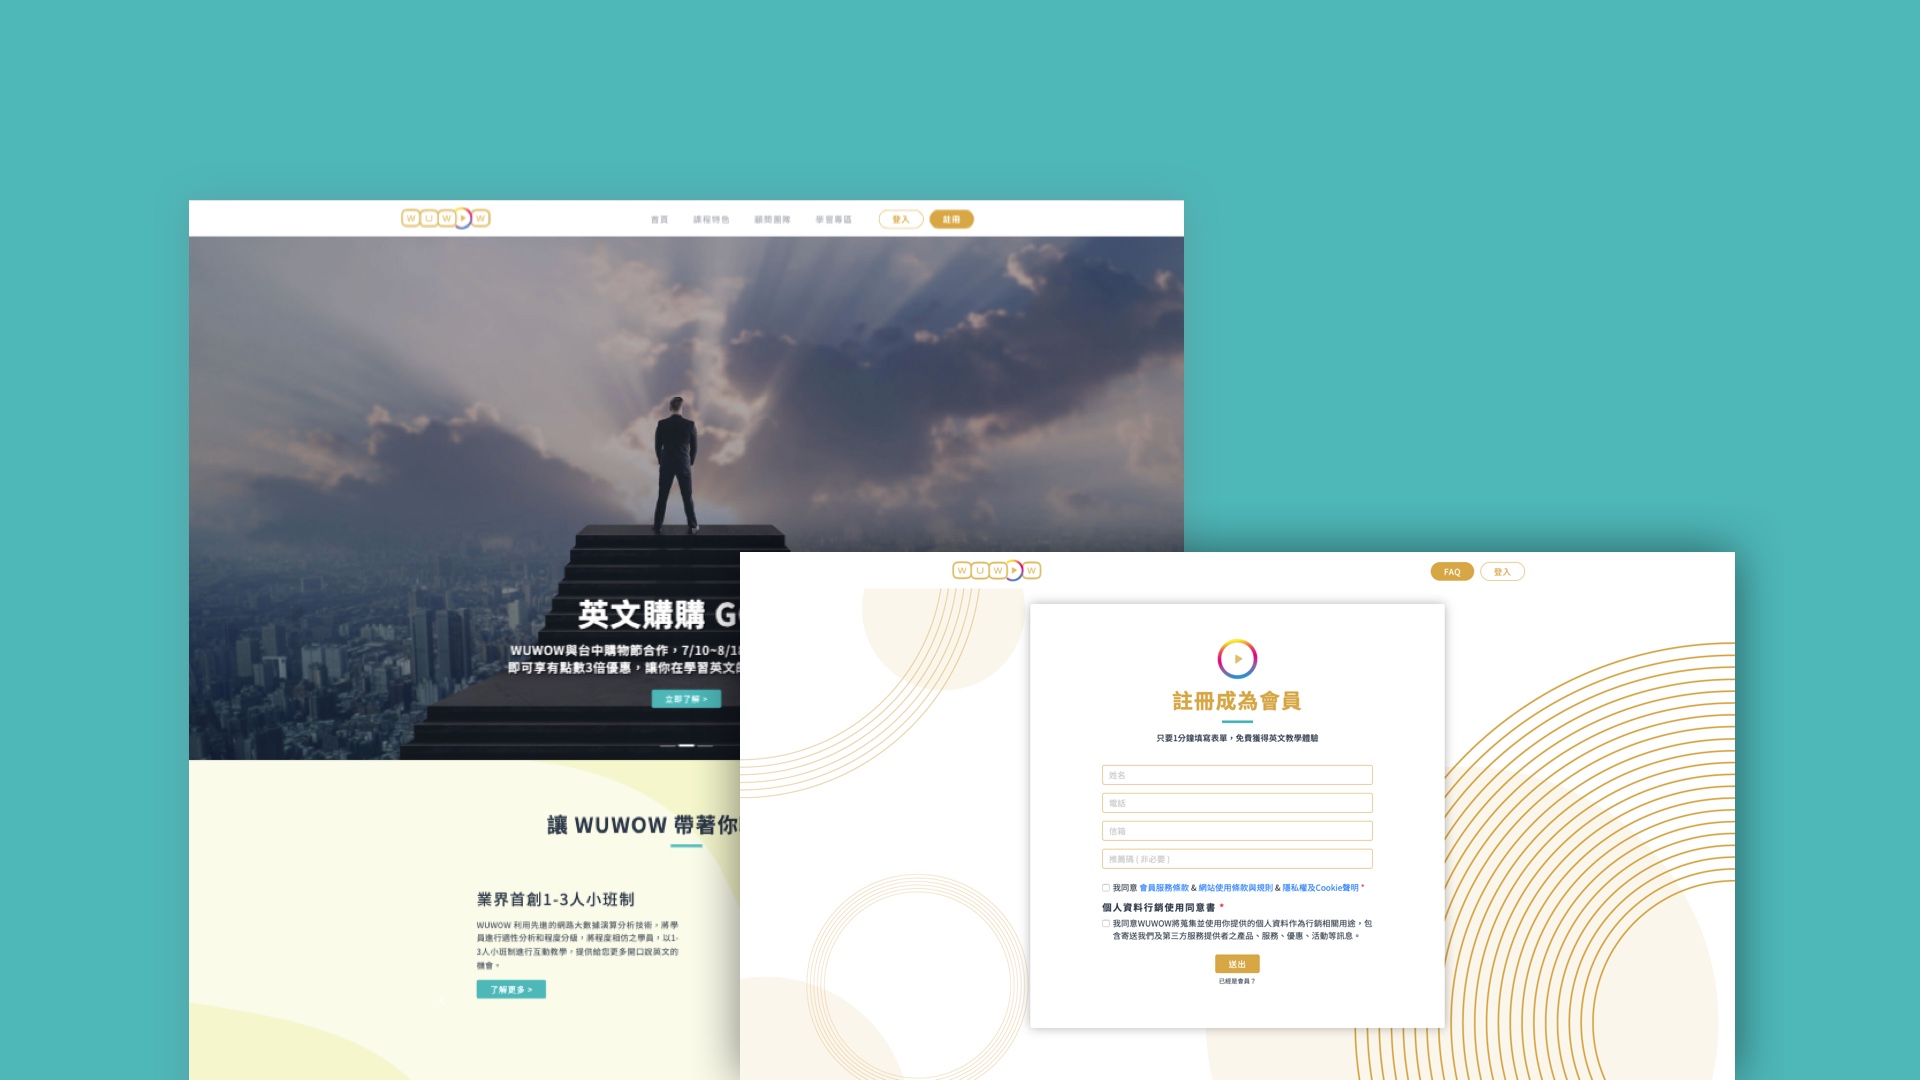 WUWOW
首頁 課程特色 顧問團隊 學習專區 登入 註冊
英文購購 G
WUWOW與台中購物節合作，7/10~8/1
即可享有點數3倍優惠，讓你在學習英文
立即了解 >
讓 WUWOW 帶著你
業界首創1-3人小班制
WUWOW 利用先進的網路大數據演算分析技術，將學
員進行適性分析和程度分級，將程度相仿之學員，以1-
3人小班制進行互動教學，提供給您更多開口說英文的
機會。
了解更多 >
WUWOW
FAQ 登入
註冊成為會員
只要1分鐘填寫表單，免費獲得英文教學體驗
姓名
電話
信箱
推薦碼 ( 非必要 )
我同意 會員服務條款 & 網站使用條款與規則 & 隱私權及Cookie聲明 *
個人資料行銷使用同意書 *
我同意WUWOW將蒐集並使用你提供的個人資料作為行銷相關用途，包
含寄送我們及第三方服務提供者之產品、服務、優惠、活動等訊息。
送出
已經是會員？